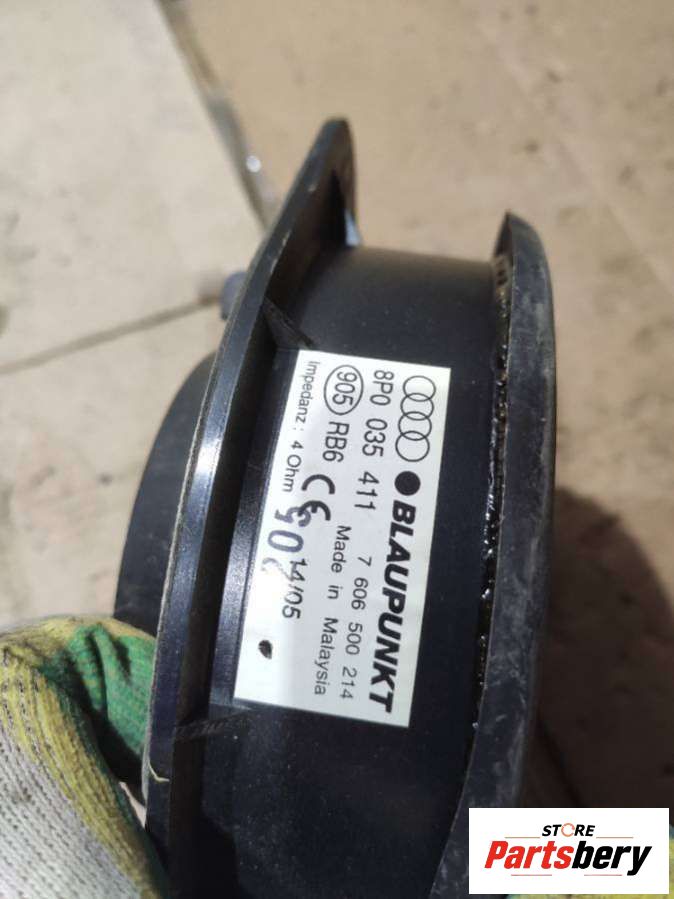 BLAUPUNKT
8P0 035 411 7 606 500 214
905 RB6 CE Made in Malaysia
Impedanz : 4 Ohm
14/05
STORE
Partsbery